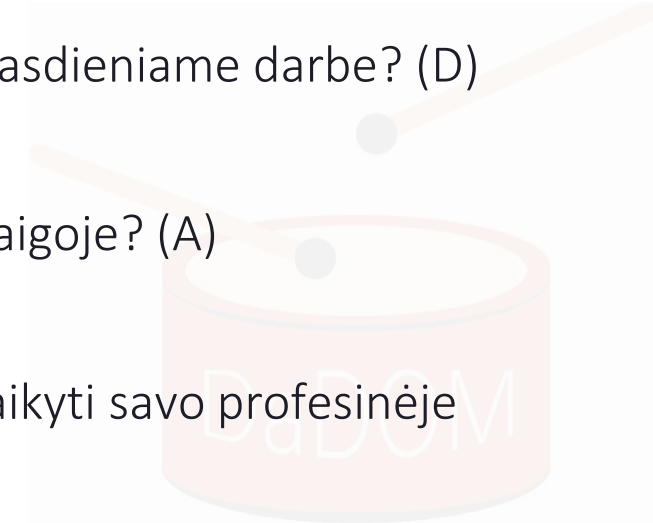 asdieniame darbe? (D)
aigoje? (A)
aikyti savo profesinėje
DaDOM